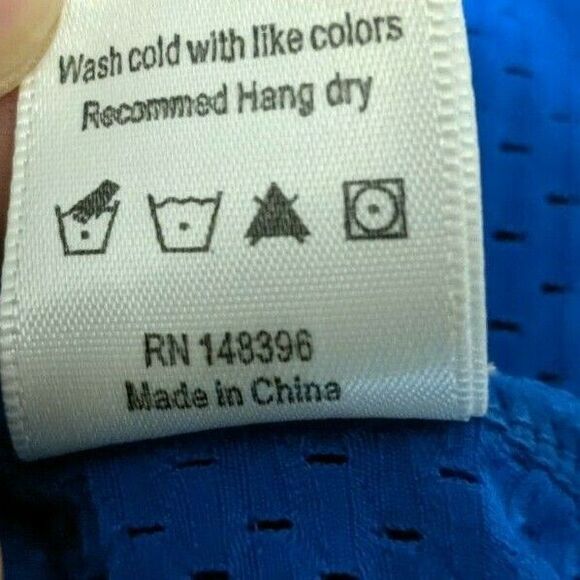 Wash cold with like colors
Recommed Hang dry
RN 148396
Made in China